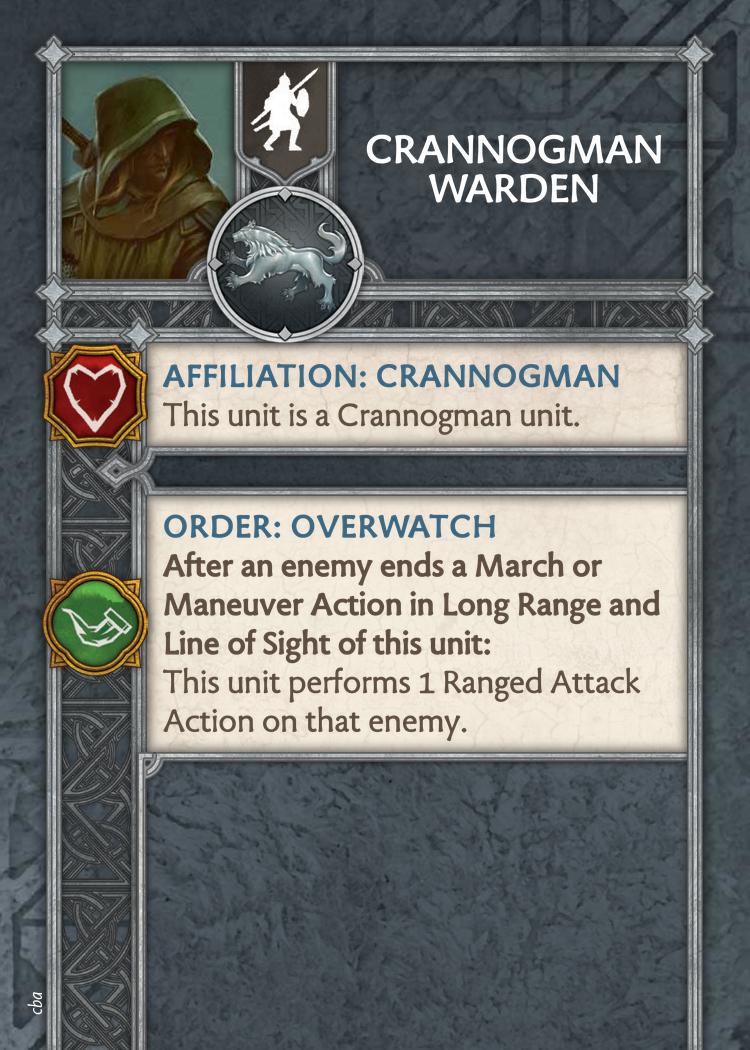 CRANNOGMAN
WARDEN
AFFILIATION: CRANNOGMAN
This unit is a Crannogman unit.
ORDER: OVERWATCH
After an enemy ends a March or
Maneuver Action in Long Range and
Line of Sight of this unit:
This unit performs 1 Ranged Attack
Action on that enemy.
cba